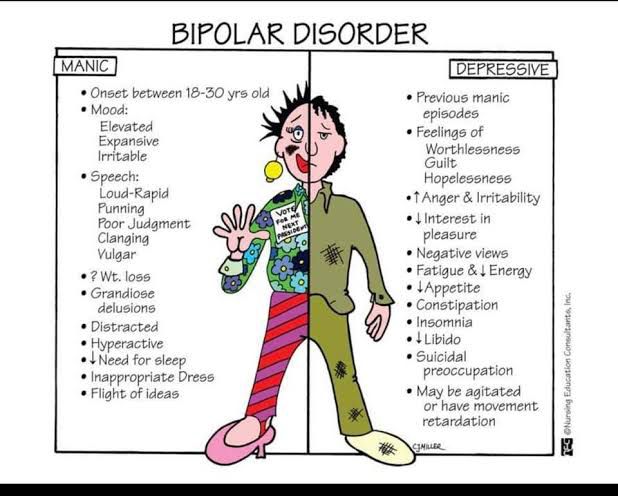 BIPOLAR DISORDER
MANIC
• Onset between 18-30 yrs old
• Mood:
Elevated
Expansive
Irritable
• Speech:
Loud-Rapid
Punning
Poor Judgment
Clanging
Vulgar
• ? Wt. loss
• Grandiose
delusions
• Distracted
• Hyperactive
• ↓Need for sleep
• Inappropriate Dress
• Flight of ideas
VOTE
FOR ME
NEXT
PRESIDENT
DEPRESSIVE
• Previous manic
episodes
• Feelings of
Worthlessness
Guilt
Hopelessness
• ↑Anger & Irritability
• ↓Interest in
pleasure
• Negative views
• Fatigue & ↓Energy
• ↓Appetite
• Constipation
• Insomnia
• ↓Libido
• Suicidal
preoccupation
• May be agitated
or have movement
retardation
CJMILLER
©Nursing Education Consultants, Inc.